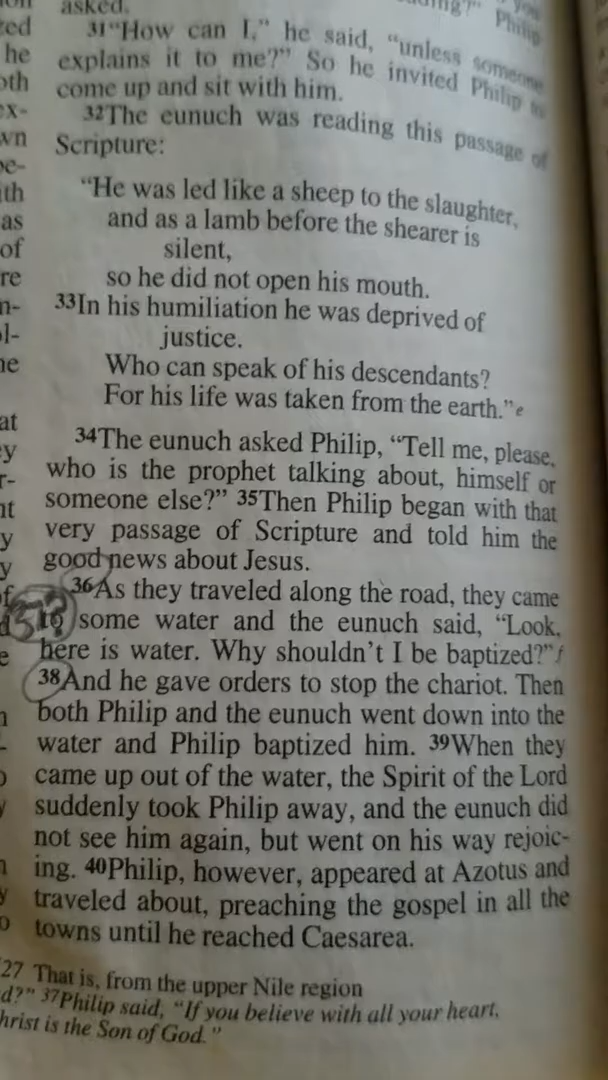 asked.
31"How can I," he said, "unless someone
explains it to me?" So he invited Philip to
come up and sit with him.
32The eunuch was reading this passage of
Scripture:
"He was led like a sheep to the slaughter,
and as a lamb before the shearer is
silent,
so he did not open his mouth.
33In his humiliation he was deprived of
justice.
Who can speak of his descendants?
For his life was taken from the earth."e
34The eunuch asked Philip, "Tell me, please,
who is the prophet talking about, himself or
someone else?" 35Then Philip began with that
very passage of Scripture and told him the
good news about Jesus.
36As they traveled along the road, they came
to some water and the eunuch said, "Look,
here is water. Why shouldn't I be baptized?"f
38And he gave orders to stop the chariot. Then
both Philip and the eunuch went down into the
water and Philip baptized him. 39When they
came up out of the water, the Spirit of the Lord
suddenly took Philip away, and the eunuch did
not see him again, but went on his way rejoic-
ing. 40Philip, however, appeared at Azotus and
traveled about, preaching the gospel in all the
towns until he reached Caesarea.
27 That is, from the upper Nile region
d?" 37Philip said, "If you believe with all your heart,
hrist is the Son of God."